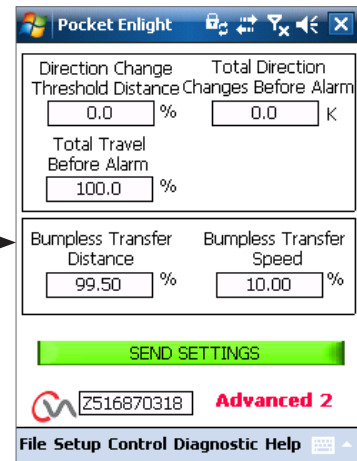 Pocket Enlight
Direction Change Total Direction
Threshold Distance Changes Before Alarm
0.0 % 0.0 K
Total Travel
Before Alarm
100.0 %
Bumpless Transfer Bumpless Transfer
Distance Speed
99.50 % 10.00 %
SEND SETTINGS
Z516870318 Advanced 2
File Setup Control Diagnostic Help